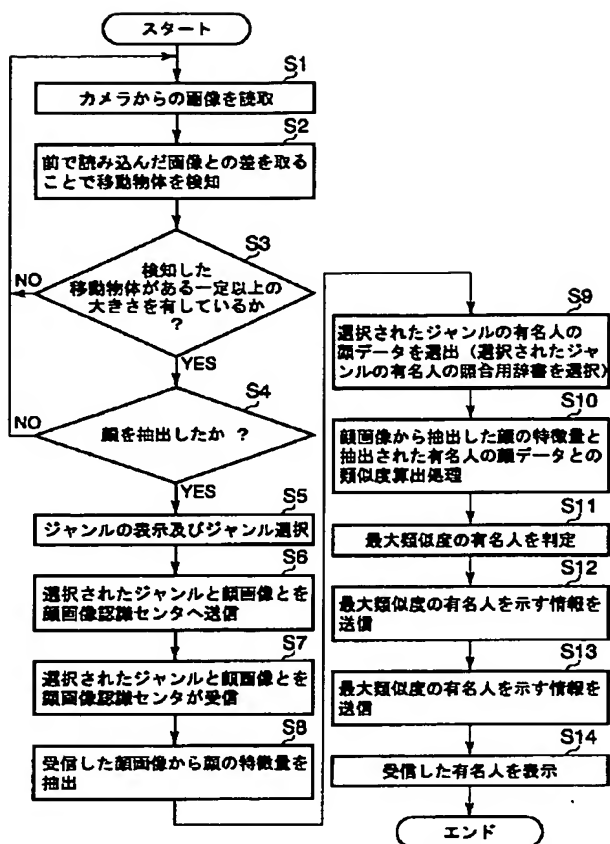 スタート
S1
カメラからの画像を読取
S2
前で読み込んだ画像との差を取る
ことで移動物体を検知
S3
検知した
移動物体がある一定以上の
大きさを有しているか
?
NO
YES
S4
顔を抽出したか ?
NO
YES
S5
ジャンルの表示及びジャンル選択
S6
選択されたジャンルと顔画像とを
顔画像認識センタへ送信
S7
選択されたジャンルと顔画像とを
顔画像認識センタが受信
S8
受信した顔画像から顔の特徴量を
抽出
S9
選択されたジャンルの有名人の
顔データを選出(選択されたジャ
ンルの有名人の照合用辞書を選択)
S10
顔画像から抽出した顔の特徴量と
抽出された有名人の顔データとの
類似度算出処理
S11
最大類似度の有名人を判定
S12
最大類似度の有名人を示す情報を
送信
S13
最大類似度の有名人を示す情報を
送信
S14
受信した有名人を表示
エンド